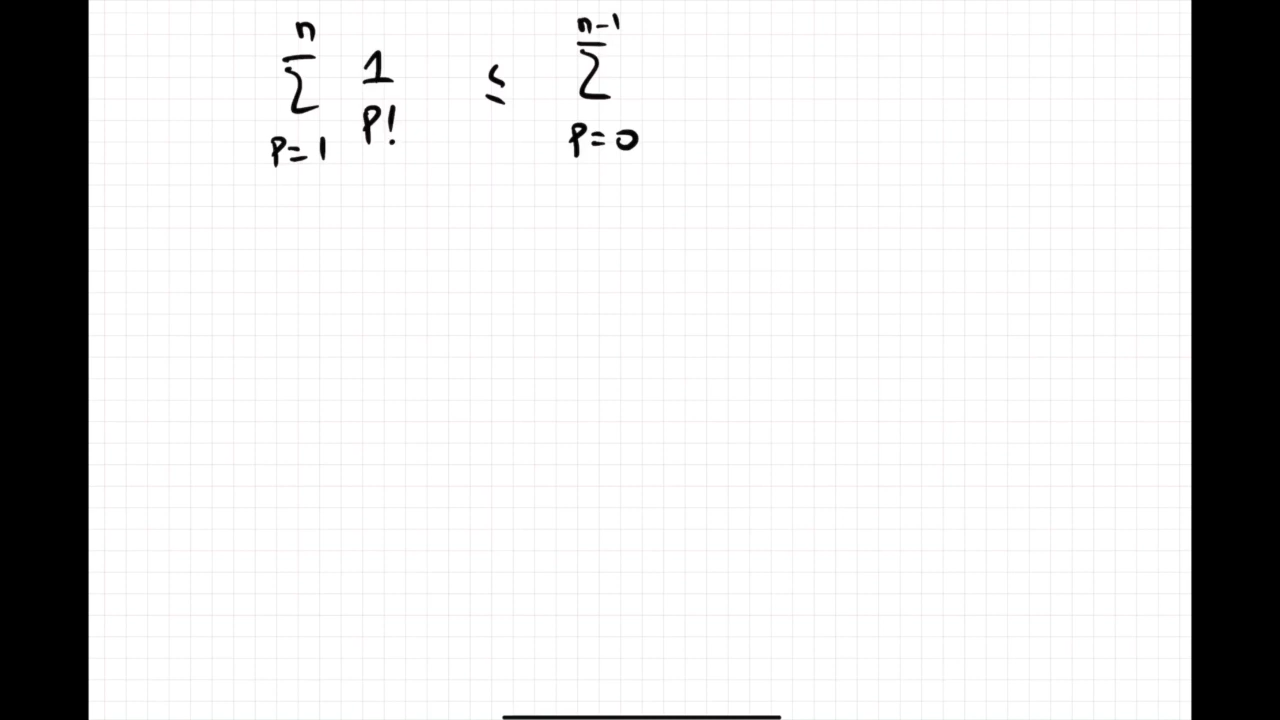 n n-1
∑ 1/P! ≤ ∑
P=1 P=0